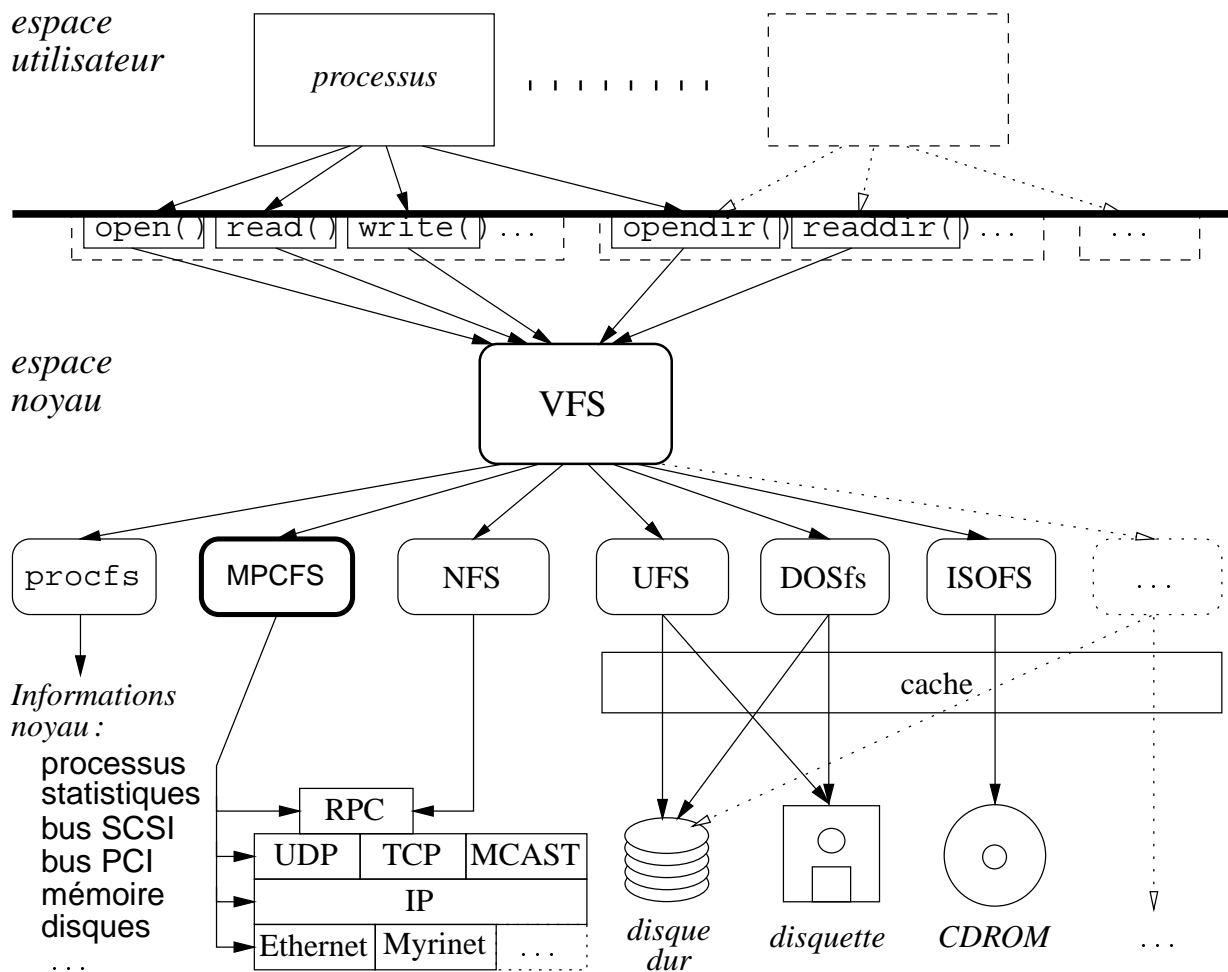 espace
utilisateur
processus
open() read() write() ... opendir() readdir() ... ...
espace
noyau
VFS
procfs MPCFS NFS UFS DOSfs ISOFS ...
cache
Informations
noyau :
processus
statistiques
bus SCSI
bus PCI
mémoire
disques
...
RPC
UDP TCP MCAST
IP
Ethernet Myrinet ...
disque
dur
disquette
CDROM
...